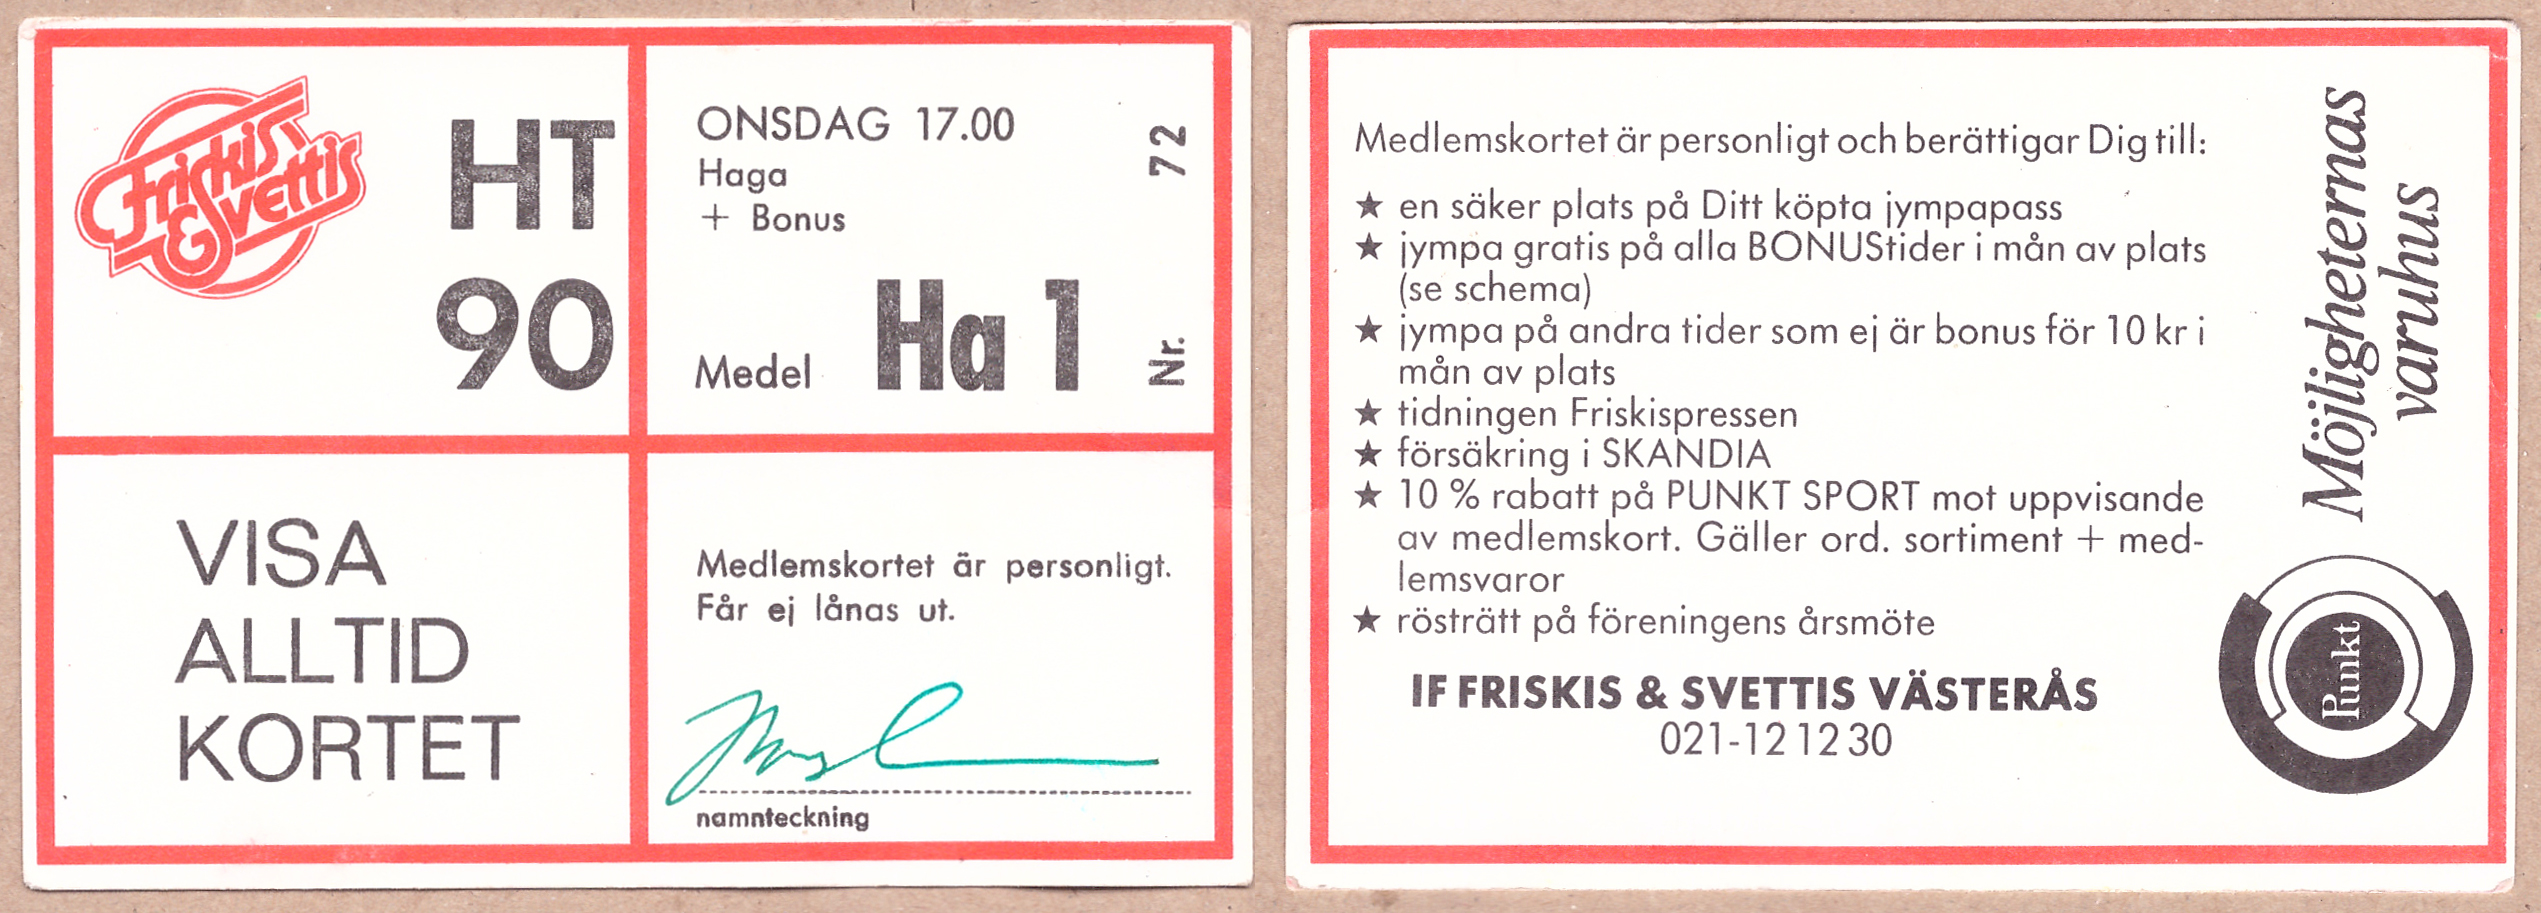 Friskis
& Svettis
HT
90
ONSDAG 17.00
Haga
+ Bonus
Medel Ha 1
Nr. 72
VISA
ALLTID
KORTET
Medlemskortet är personligt.
Får ej lånas ut.
namnteckning
Medlemskortet är personligt och berättigar Dig till:
★ en säker plats på Ditt köpta jympapass
★ jympa gratis på alla BONUStider i mån av plats
(se schema)
★ jympa på andra tider som ej är bonus för 10 kr i
mån av plats
★ tidningen Friskispressen
★ försäkring i SKANDIA
★ 10 % rabatt på PUNKT SPORT mot uppvisande
av medlemskort. Gäller ord. sortiment + med-
lemsvaror
★ rösträtt på föreningens årsmöte
IF FRISKIS & SVETTIS VÄSTERÅS
021-12 12 30
Möjligheternas
varuhus
Punkt